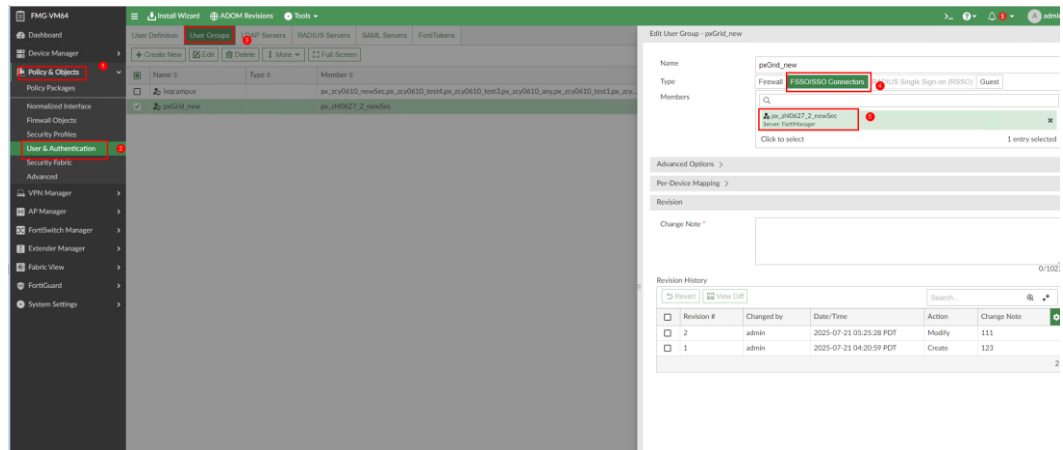 FMG-VM64
Install Wizard ADOM Revisions Tools
admin
Dashboard
Device Manager
Policy & Objects
1
Policy Packages
Normalized Interface
Firewall Objects
Security Profiles
User & Authentication
2
Security Fabric
Advanced
VPN Manager
AP Manager
FortiSwitch Manager
Extender Manager
Fabric View
FortiGuard
System Settings
User Definition User Groups LDAP Servers RADIUS Servers SAML Servers FortiTokens
3
+ Create New Edit Delete More Full Screen
Name Type Member
lxqcampus px_zcy0610_newSec,px_zcy0610_test4,px_zcy0610_test3,px_zcy0610_any,px_zcy0610_test1,px_zcy...
pxGrid_new px_zhl0627_2_newSec
Edit User Group - pxGrid_new
Name pxGrid_new
Type Firewall FSSO/SSO Connectors RADIUS Single Sign-on (RSSO) Guest
4
Members
px_zhl0627_2_newSec
5
Server: FortiManager
Click to select 1 entry selected
Advanced Options >
Per-Device Mapping >
Revision
Change Note *
0/1023
Revision History
Revert View Diff Search...
Revision # Changed by Date/Time Action Change Note
2 admin 2025-07-21 05:25:28 PDT Modify 111
1 admin 2025-07-21 04:20:59 PDT Create 123
2